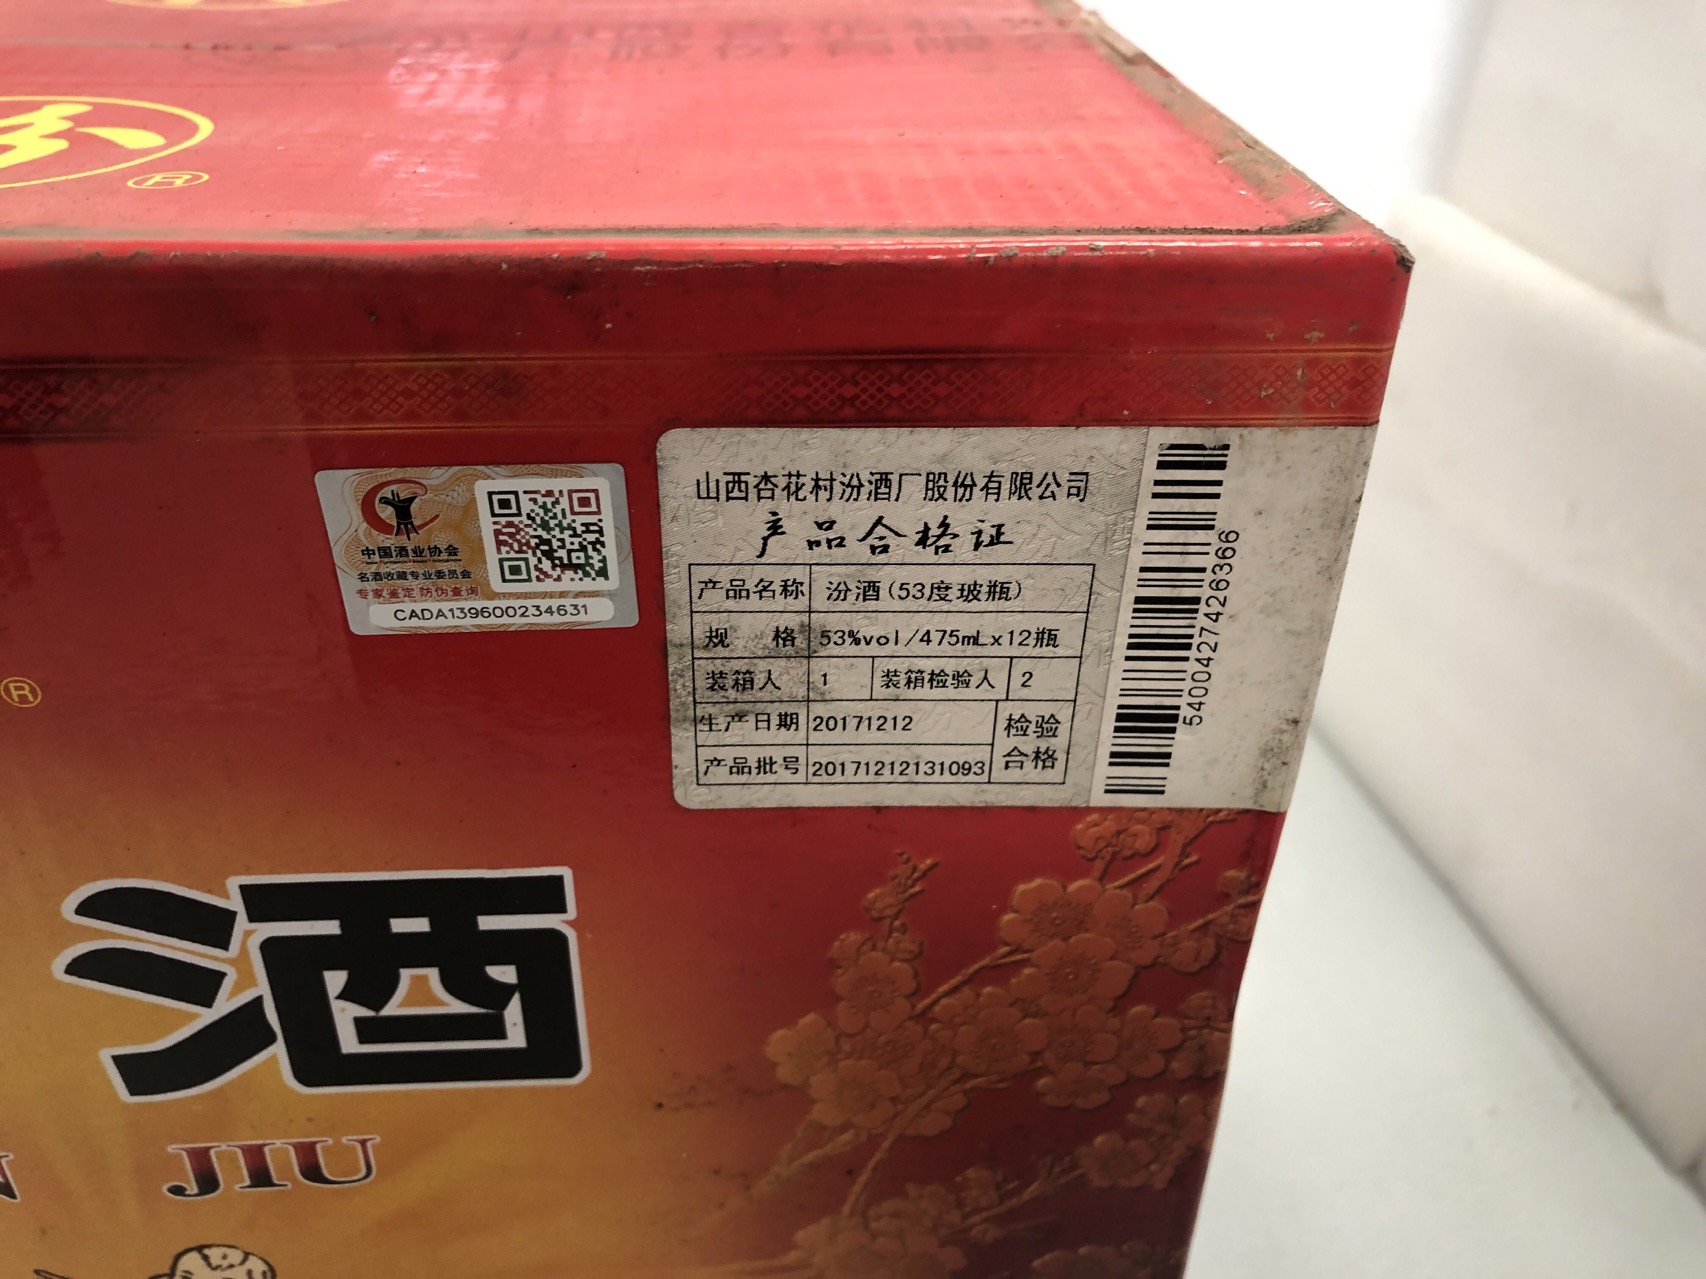 汾
®
中国酒业协会
名酒收藏专业委员会
专家鉴定 防伪查询
CADA139600234631
山西杏花村汾酒厂股份有限公司
产品合格证
产品名称 汾酒(53度玻瓶)
规 格 53%vol/475mLx12瓶
装箱人 1 装箱检验人 2
生产日期 20171212 检验
产品批号 20171212131093 合格
5400427426366
®
酒
N JIU